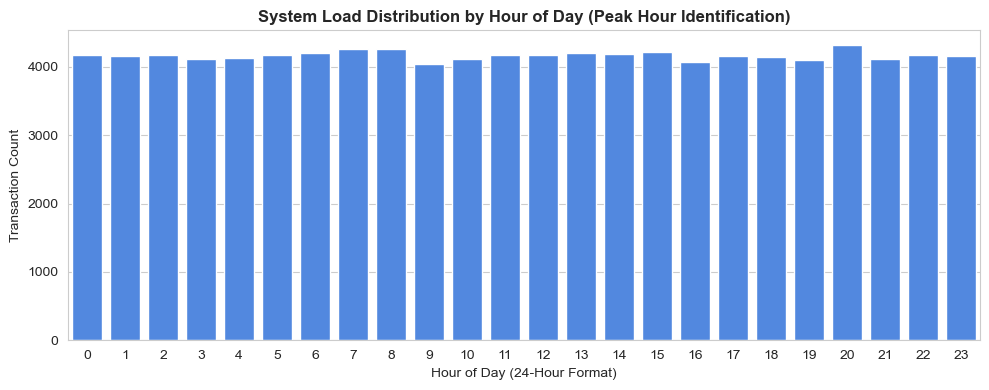 System Load Distribution by Hour of Day (Peak Hour Identification)
Transaction Count
4000
3000
2000
1000
0
0 1 2 3 4 5 6 7 8 9 10 11 12 13 14 15 16 17 18 19 20 21 22 23
Hour of Day (24-Hour Format)